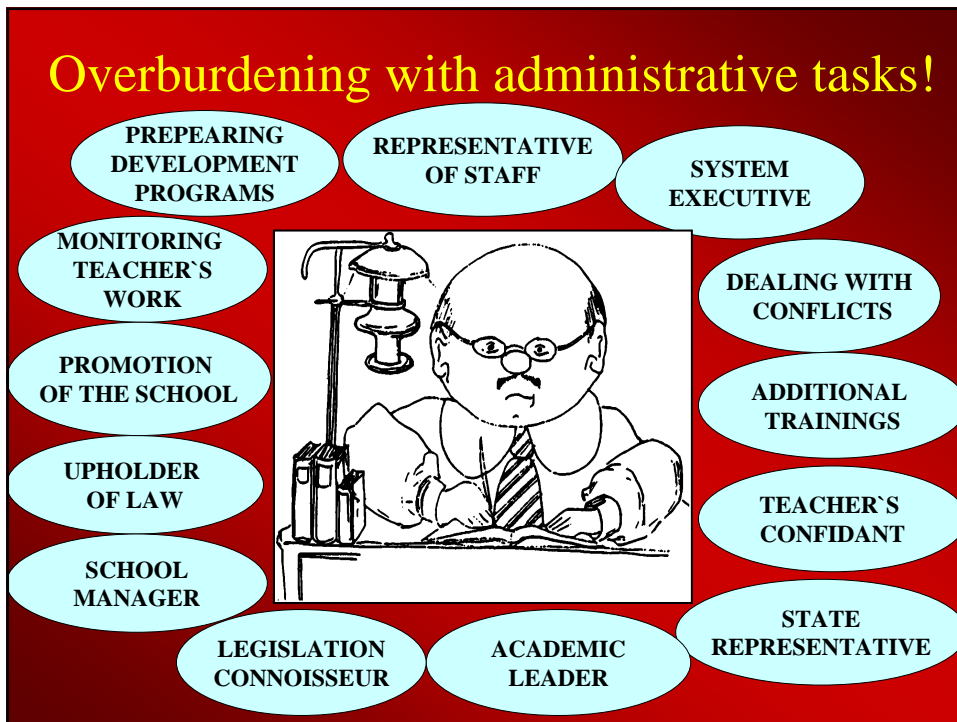 Overburdening with administrative tasks!
PREPEARING
DEVELOPMENT
PROGRAMS
REPRESENTATIVE
OF STAFF
SYSTEM
EXECUTIVE
MONITORING
TEACHER`S
WORK
DEALING WITH
CONFLICTS
PROMOTION
OF THE SCHOOL
ADDITIONAL
TRAININGS
UPHOLDER
OF LAW
TEACHER`S
CONFIDANT
SCHOOL
MANAGER
STATE
REPRESENTATIVE
LEGISLATION
CONNOISSEUR
ACADEMIC
LEADER